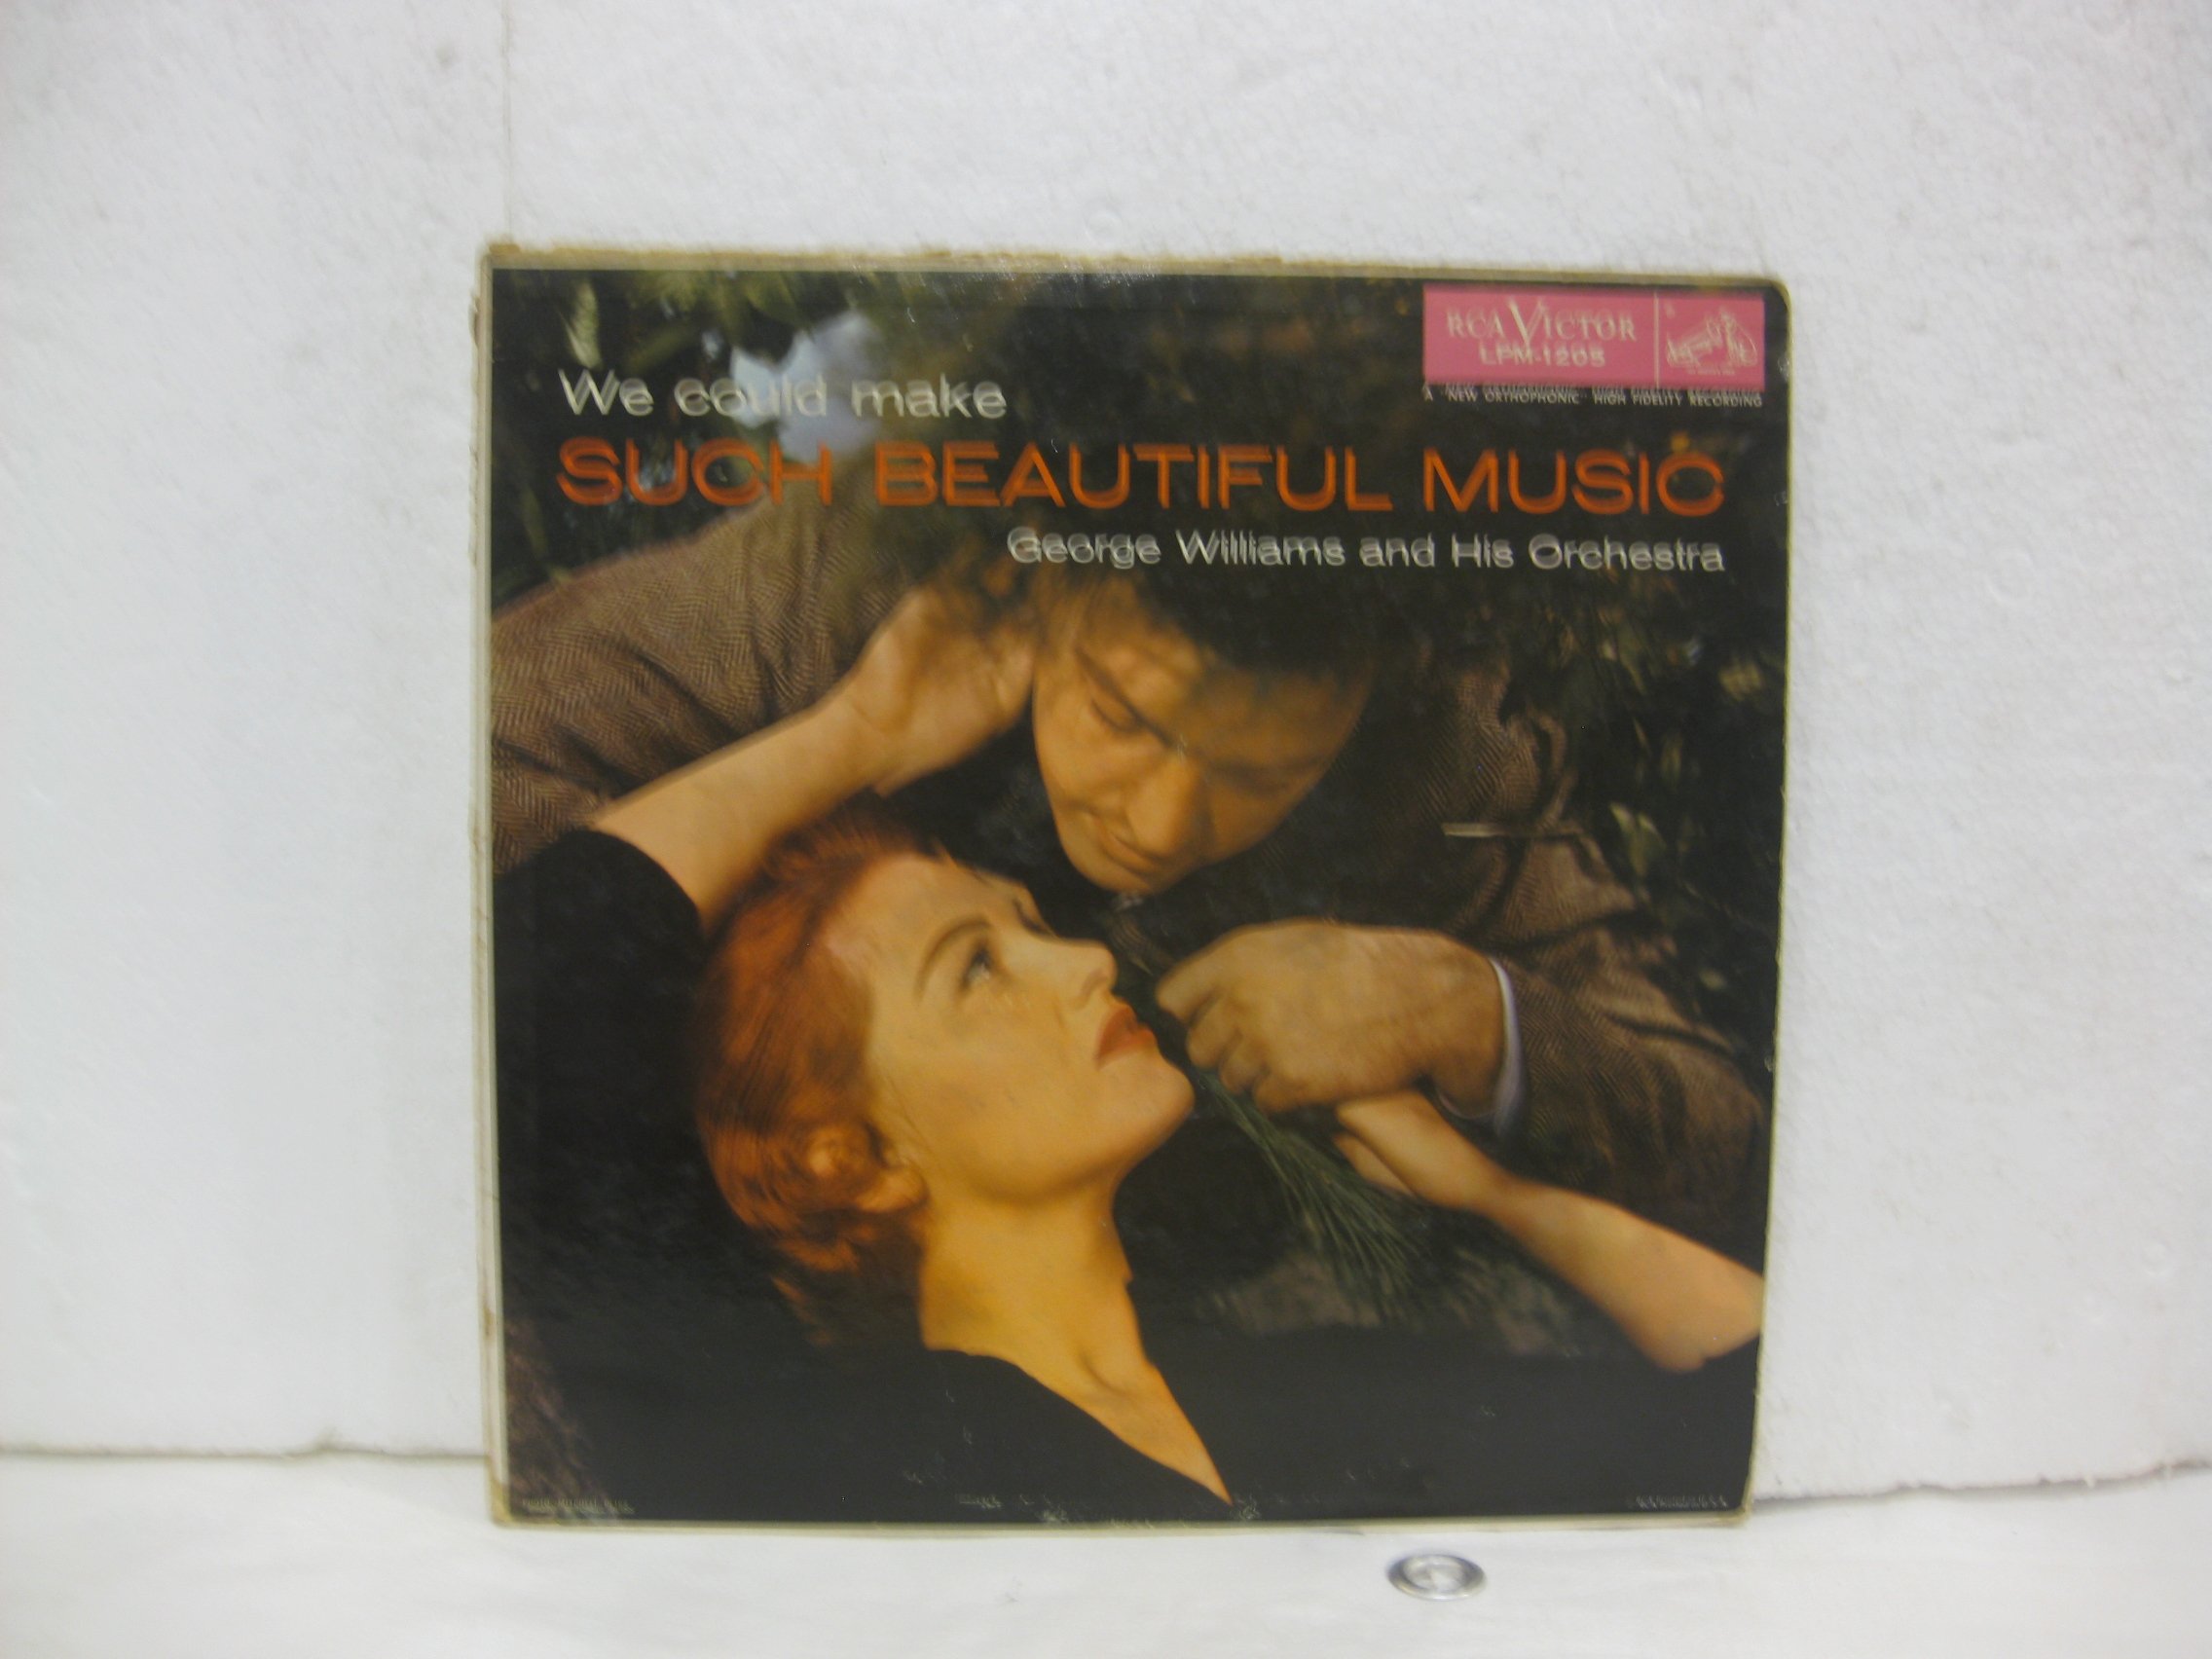 RCA VICTOR
LPM-1205
A "NEW ORTHOPHONIC" HIGH FIDELITY RECORDING
We could make
SUCH BEAUTIFUL MUSIC
George Williams and His Orchestra